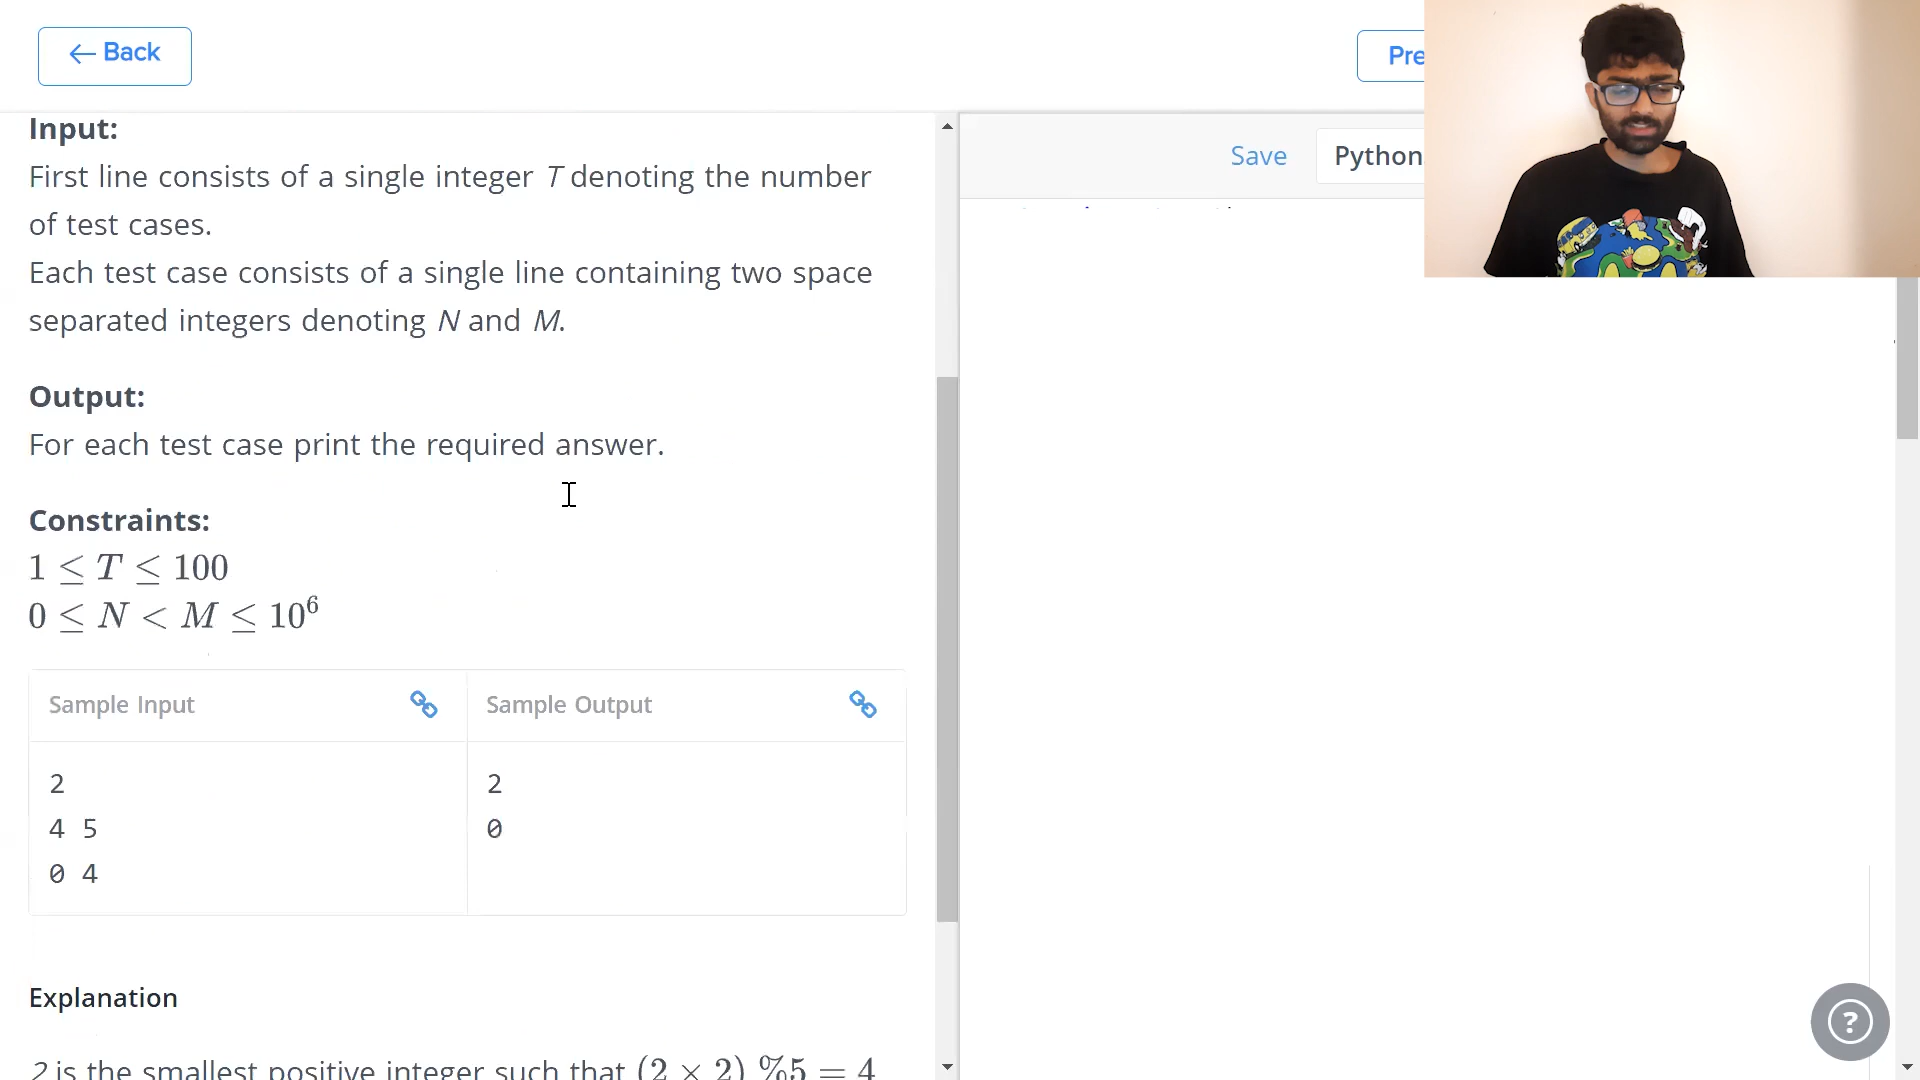 ← Back
Pre
Input:
First line consists of a single integer T denoting the number
of test cases.
Each test case consists of a single line containing two space
separated integers denoting N and M.
Output:
For each test case print the required answer.
Constraints:
1 ≤ T ≤ 100
0 ≤ N < M ≤ 10⁶
Sample Input
Sample Output
2
4 5
0 4
2
0
Explanation
2 is the smallest positive integer such that (2 × 2) %5 = 4
Save
Python
?